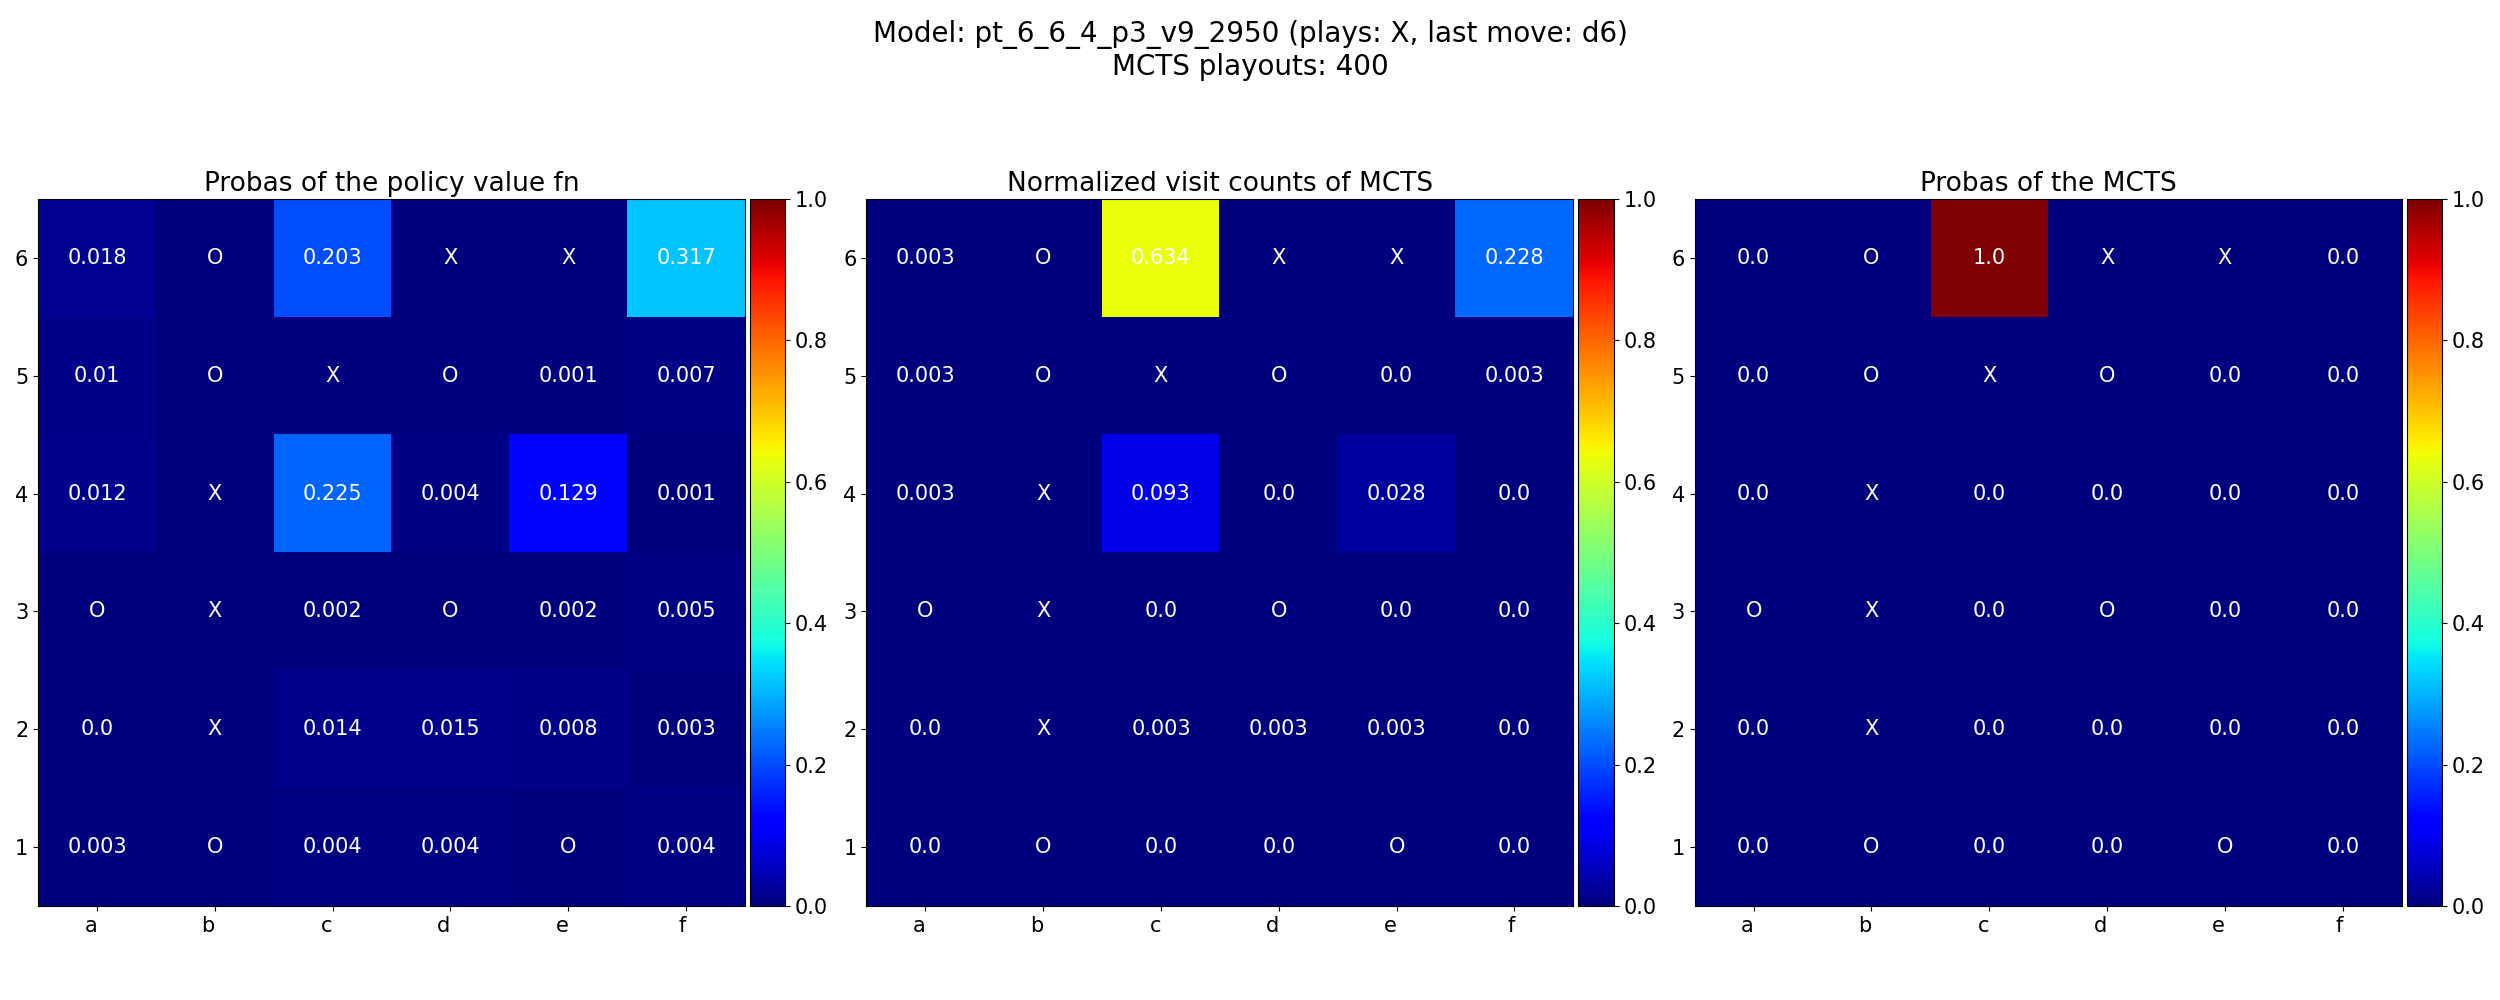 Model: pt_6_6_4_p3_v9_2950 (plays: X, last move: d6)
MCTS playouts: 400
Probas of the policy value fn
1.0
6 0.018 O 0.203 X X 0.317
0.8
5 0.01 O X O 0.001 0.007
4 0.012 X 0.225 0.004 0.129 0.001
0.6
3 O X 0.002 O 0.002 0.005
0.4
2 0.0 X 0.014 0.015 0.008 0.003
0.2
1 0.003 O 0.004 0.004 O 0.004
0.0
a b c d e f
Normalized visit counts of MCTS
1.0
6 0.003 O 0.634 X X 0.228
0.8
5 0.003 O X O 0.0 0.003
4 0.003 X 0.093 0.0 0.028 0.0
0.6
3 O X 0.0 O 0.0 0.0
0.4
2 0.0 X 0.003 0.003 0.003 0.0
0.2
1 0.0 O 0.0 0.0 O 0.0
0.0
a b c d e f
Probas of the MCTS
1.0
6 0.0 O 1.0 X X 0.0
0.8
5 0.0 O X O 0.0 0.0
4 0.0 X 0.0 0.0 0.0 0.0
0.6
3 O X 0.0 O 0.0 0.0
0.4
2 0.0 X 0.0 0.0 0.0 0.0
0.2
1 0.0 O 0.0 0.0 O 0.0
0.0
a b c d e f